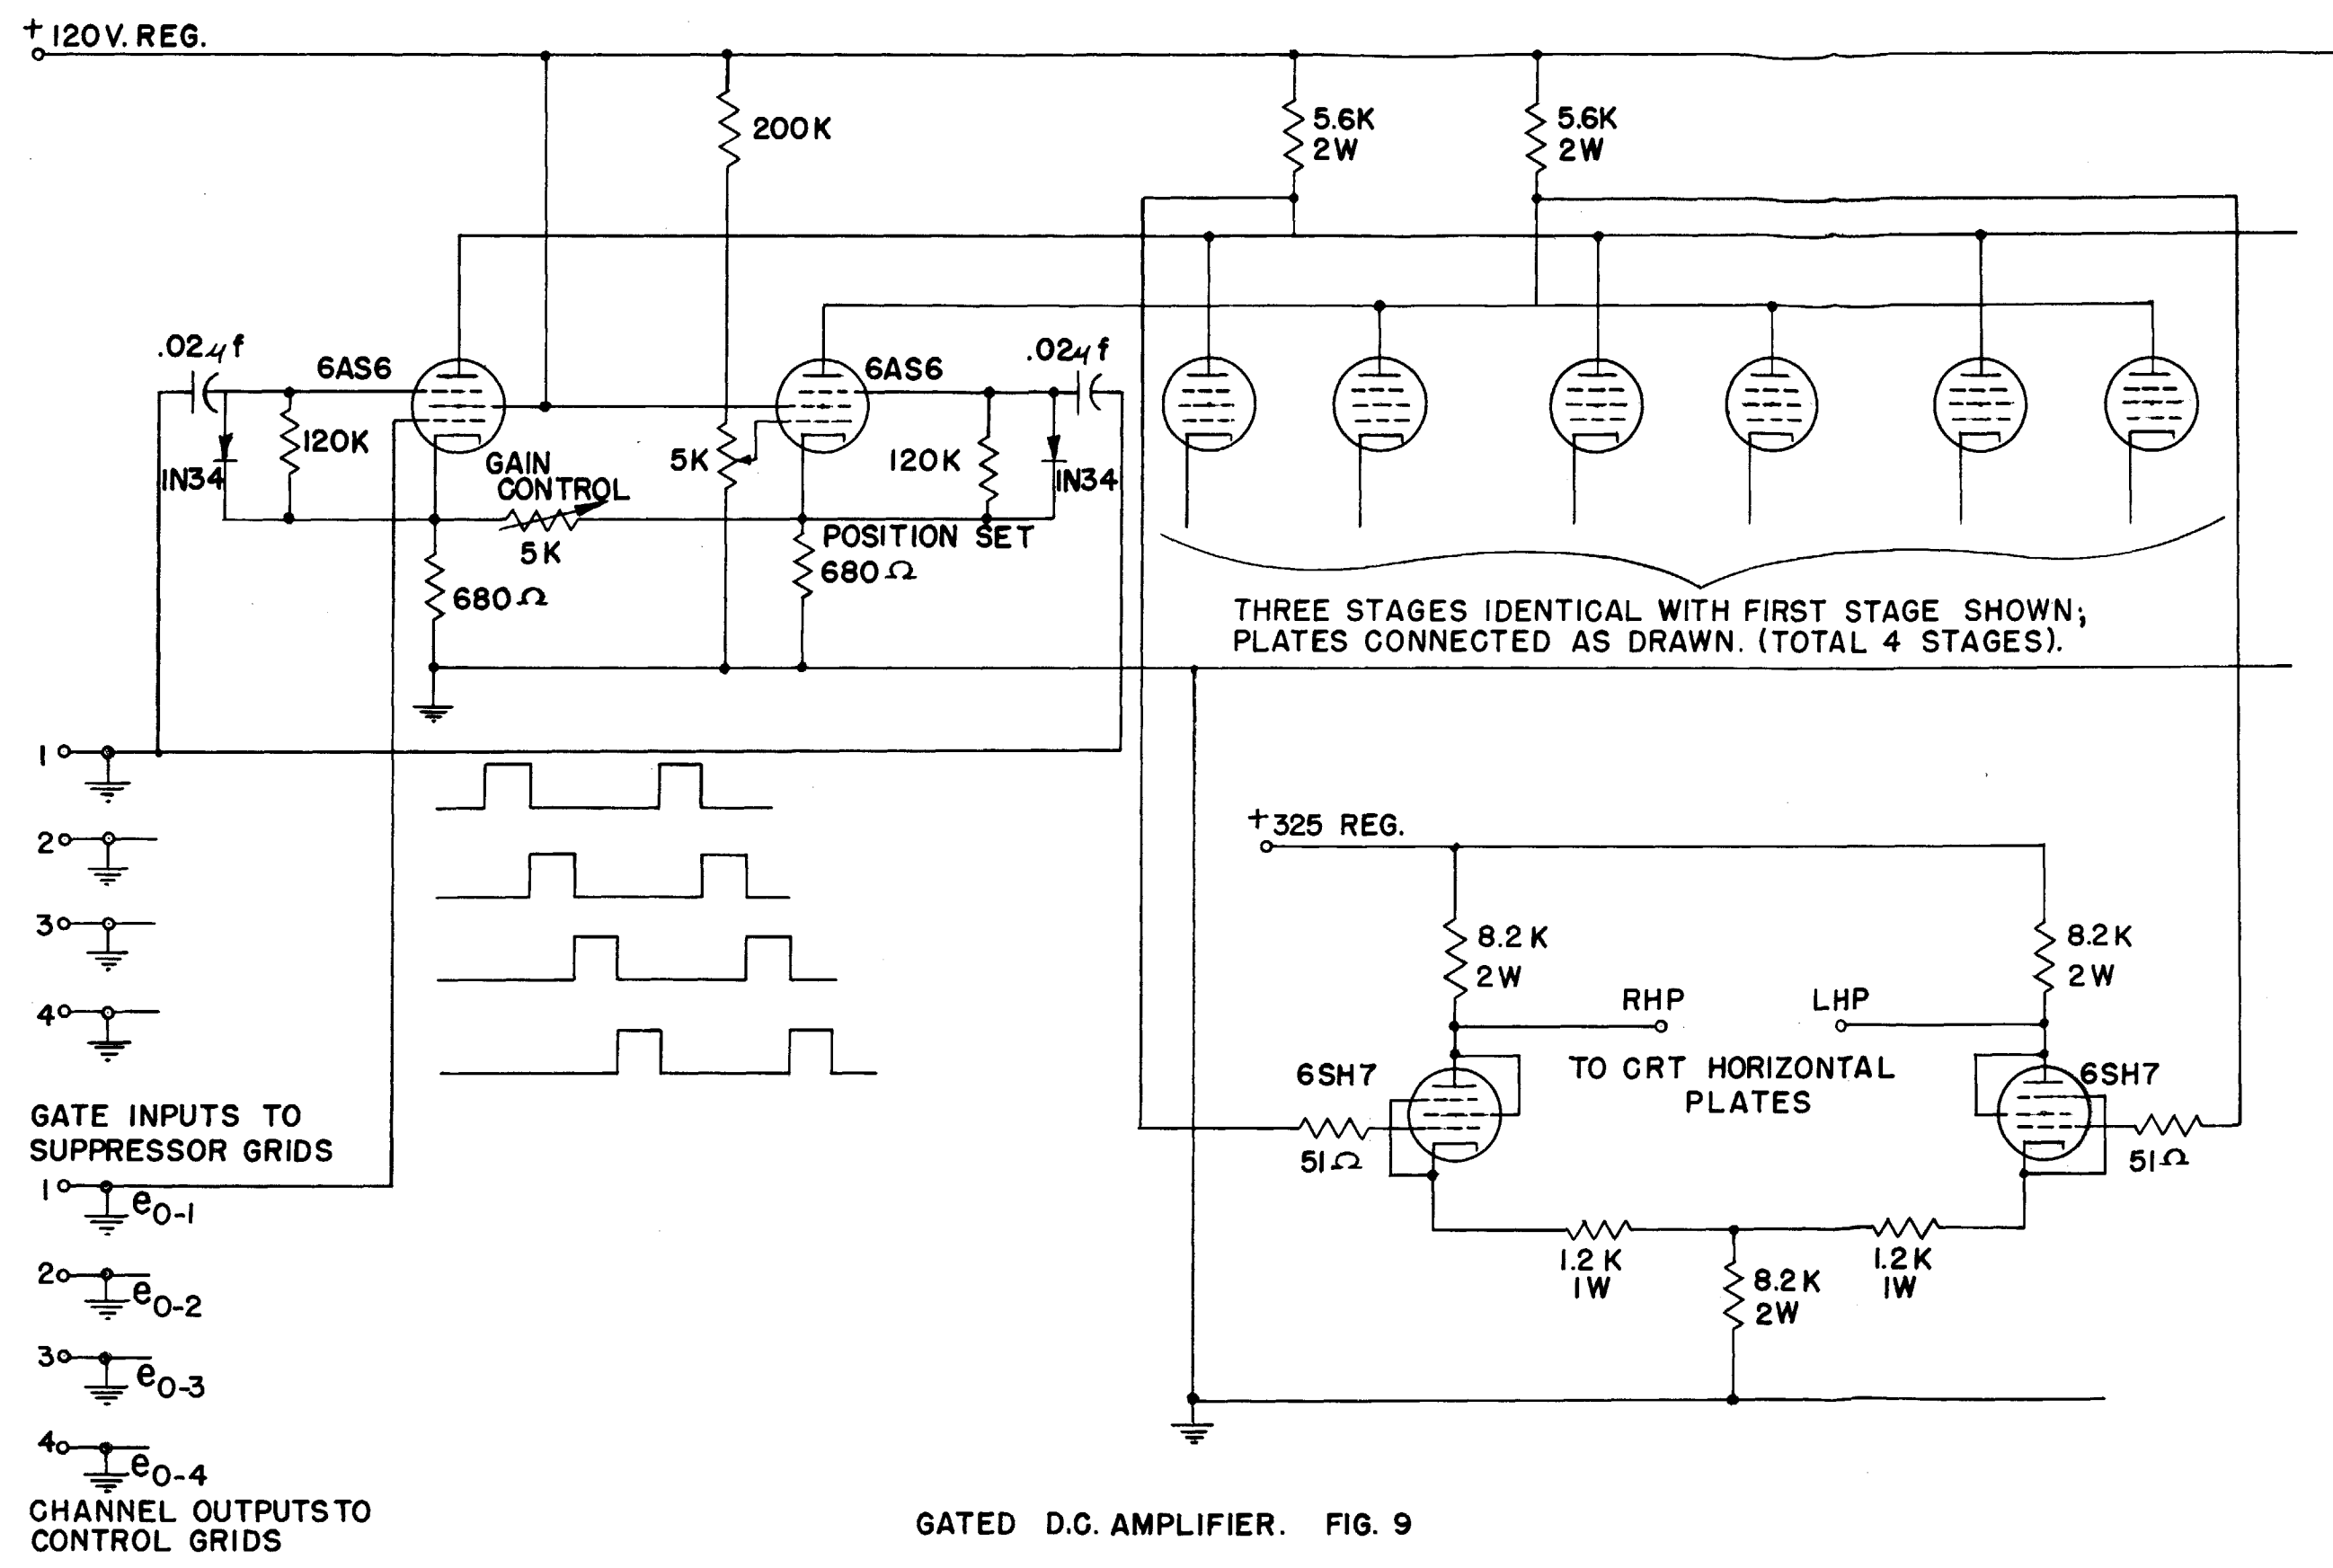 +120V. REG.
200K
5.6K
2W
5.6K
2W
.02μf
6AS6
6AS6
.02μf
120K
1N34
GAIN
CONTROL
5K
5K
120K
1N34
POSITION SET
680Ω
680Ω
THREE STAGES IDENTICAL WITH FIRST STAGE SHOWN;
PLATES CONNECTED AS DRAWN. (TOTAL 4 STAGES).
1
2
3
4
GATE INPUTS TO
SUPPRESSOR GRIDS
1 e0-1
2 e0-2
3 e0-3
4 e0-4
CHANNEL OUTPUTS TO
CONTROL GRIDS
+325 REG.
8.2K
2W
8.2K
2W
RHP
LHP
TO CRT HORIZONTAL
PLATES
6SH7
6SH7
51Ω
51Ω
1.2K
1W
1.2K
1W
8.2K
2W
GATED D.C. AMPLIFIER. FIG. 9